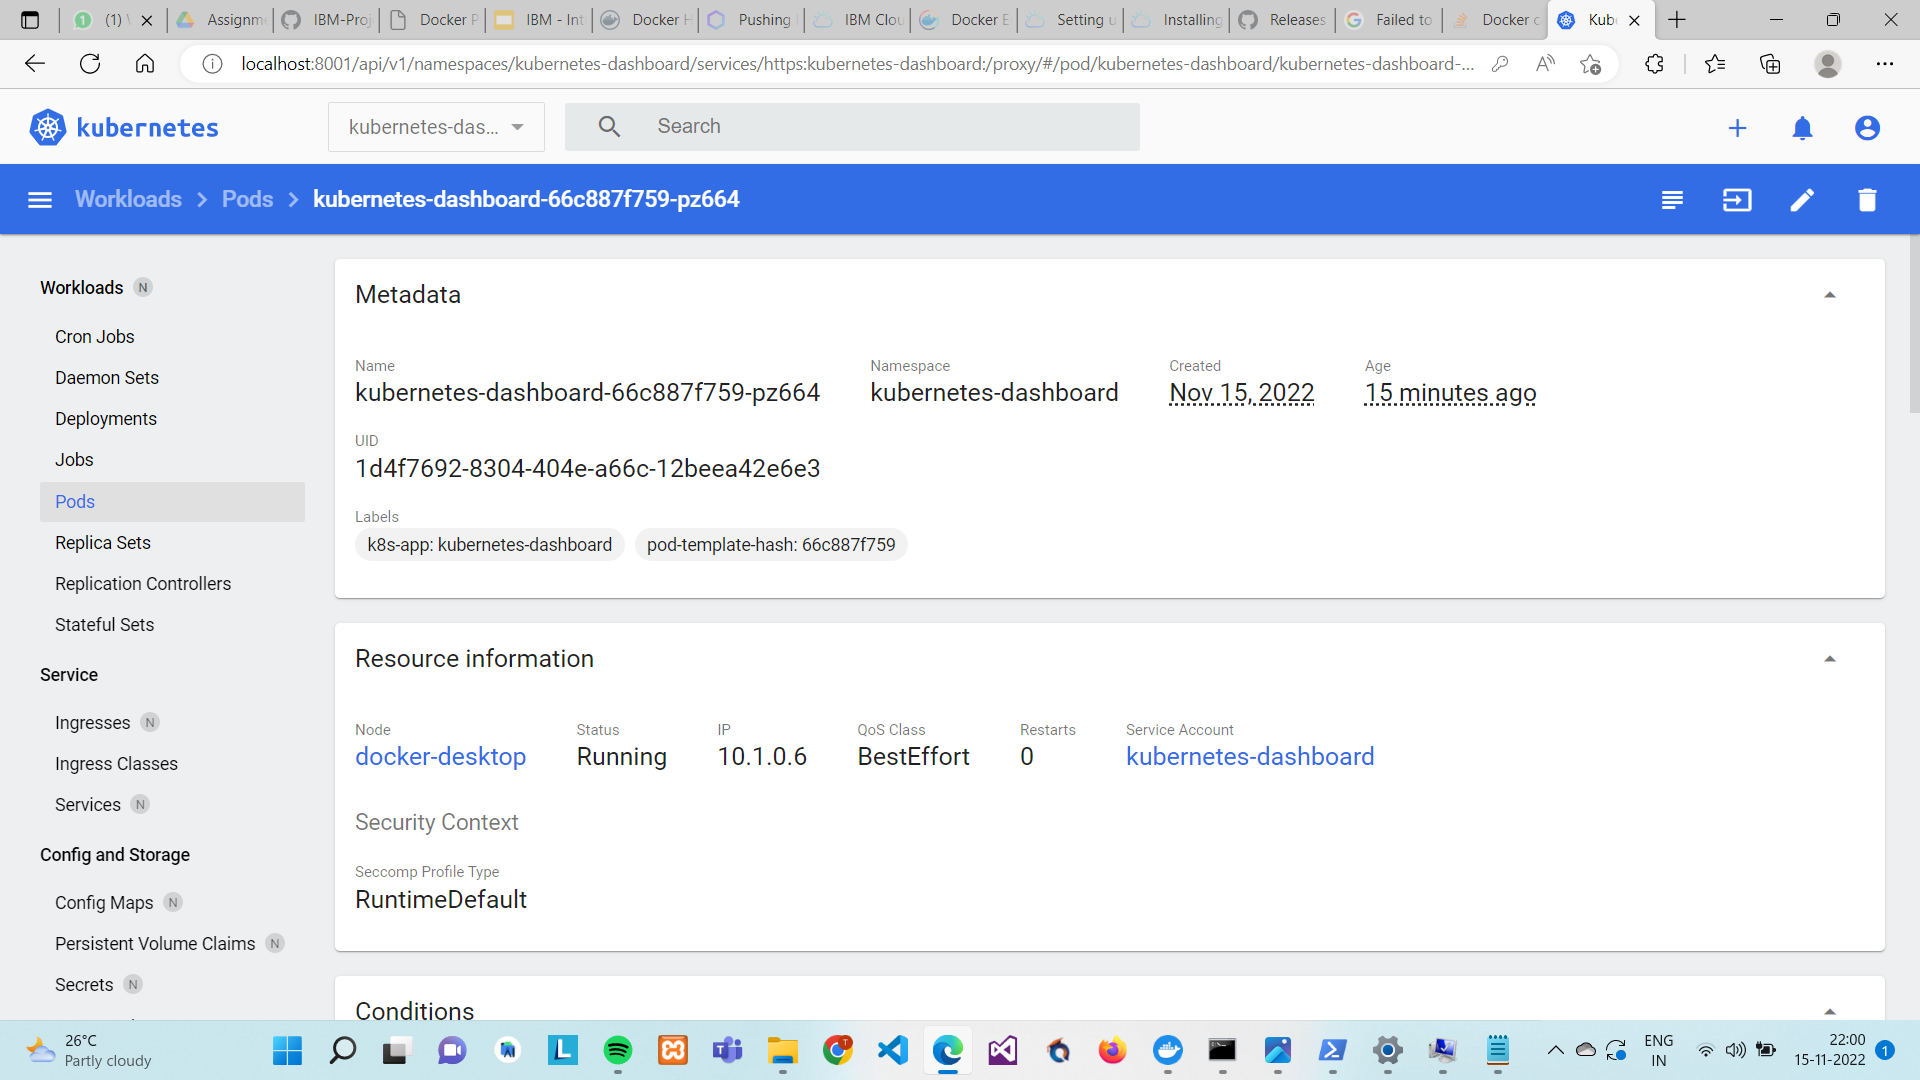 (1) W
Assignm
IBM-Proj
Docker P
IBM - Int
Docker H
Pushing
IBM Clou
Docker E
Setting u
Installing
Releases
Failed to
Docker c
Kube
localhost:8001/api/v1/namespaces/kubernetes-dashboard/services/https:kubernetes-dashboard:/proxy/#/pod/kubernetes-dashboard/kubernetes-dashboard-...
kubernetes
kubernetes-das...
Search
Workloads > Pods > kubernetes-dashboard-66c887f759-pz664
Workloads N
Cron Jobs
Daemon Sets
Deployments
Jobs
Pods
Replica Sets
Replication Controllers
Stateful Sets
Service
Ingresses N
Ingress Classes
Services N
Config and Storage
Config Maps N
Persistent Volume Claims N
Secrets N
Metadata
Name
kubernetes-dashboard-66c887f759-pz664
Namespace
kubernetes-dashboard
Created
Nov 15, 2022
Age
15 minutes ago
UID
1d4f7692-8304-404e-a66c-12beea42e6e3
Labels
k8s-app: kubernetes-dashboard
pod-template-hash: 66c887f759
Resource information
Node
docker-desktop
Status
Running
IP
10.1.0.6
QoS Class
BestEffort
Restarts
0
Service Account
kubernetes-dashboard
Security Context
Seccomp Profile Type
RuntimeDefault
Conditions
26°C
Partly cloudy
ENG
IN
22:00
15-11-2022
1